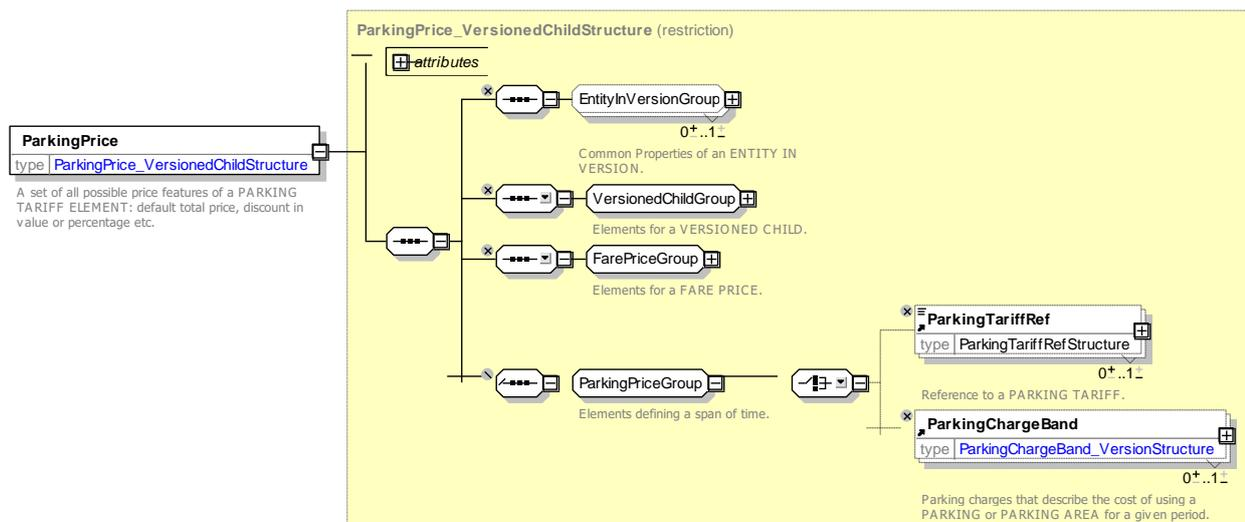 ParkingPrice_VersionedChildStructure (restriction)
attributes
EntityInVersionGroup
0..1
Common Properties of an ENTITY IN
VERSION.
ParkingPrice
type ParkingPrice_VersionedChildStructure
A set of all possible price features of a PARKING
TARIFF ELEMENT: default total price, discount in
value or percentage etc.
VersionedChildGroup
Elements for a VERSIONED CHILD.
FarePriceGroup
Elements for a FARE PRICE.
ParkingTariffRef
type ParkingTariffRefStructure
0..1
Reference to a PARKING TARIFF.
ParkingPriceGroup
Elements defining a span of time.
ParkingChargeBand
type ParkingChargeBand_VersionStructure
0..1
Parking charges that describe the cost of using a
PARKING or PARKING AREA for a given period.